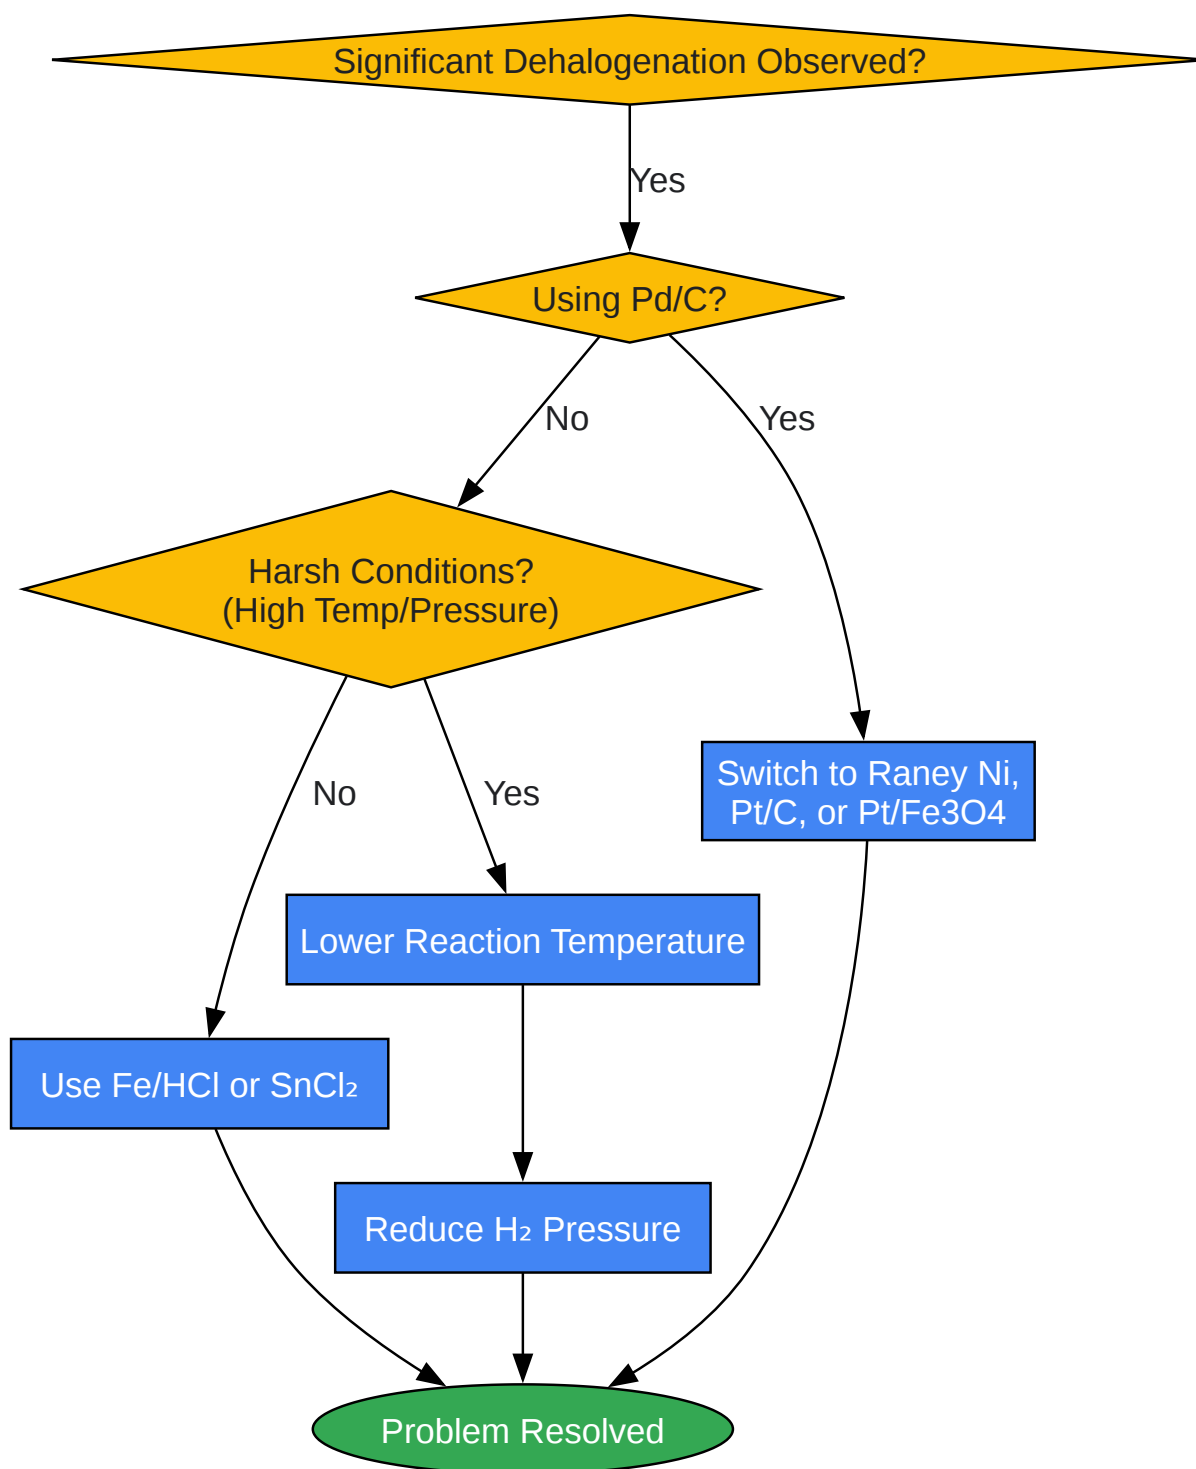 Significant Dehalogenation Observed?
Yes
Using Pd/C?
No
Yes
Harsh Conditions?
(High Temp/Pressure)
No
Yes
Switch to Raney Ni,
Pt/C, or Pt/Fe3O4
Lower Reaction Temperature
Use Fe/HCl or SnCl₂
Reduce H₂ Pressure
Problem Resolved